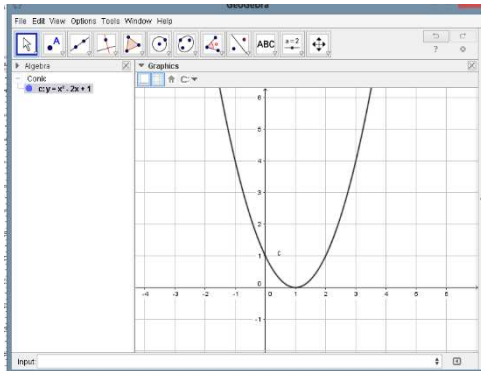 GeoGebra
File Edit View Options Tools Window Help
A
ABC
a=2
?
Algebra
Graphics
Conic
c: y = x² - 2x + 1
C:
6
5
4
3
2
1
0
-1
-4 -3 -2 -1 0 1 2 3 4 5 6
c
Input: